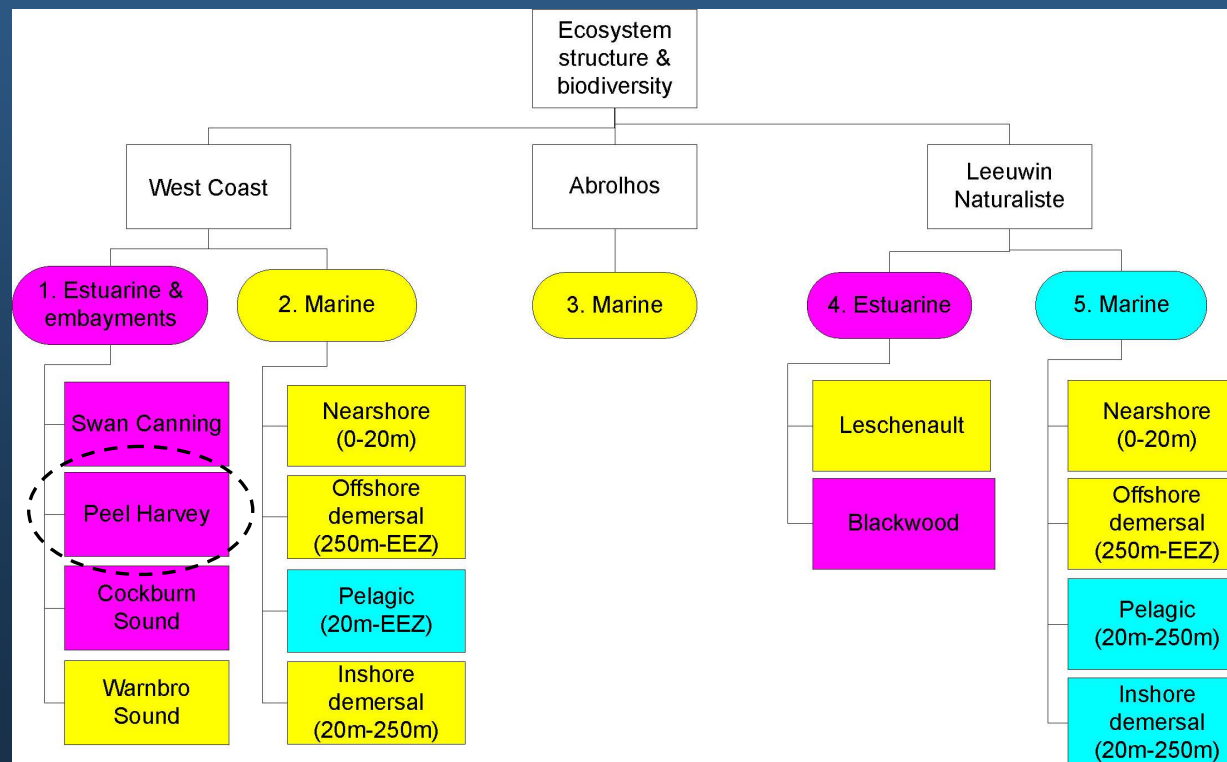 Ecosystem
structure &
biodiversity
West Coast
Abrolhos
Leeuwin
Naturaliste
1. Estuarine &
embayments
2. Marine
3. Marine
4. Estuarine
5. Marine
Swan Canning
Peel Harvey
Cockburn
Sound
Warnbro
Sound
Nearshore
(0-20m)
Offshore
demersal
(250m-EEZ)
Pelagic
(20m-EEZ)
Inshore
demersal
(20m-250m)
Leschenault
Blackwood
Nearshore
(0-20m)
Offshore
demersal
(250m-EEZ)
Pelagic
(20m-250m)
Inshore
demersal
(20m-250m)